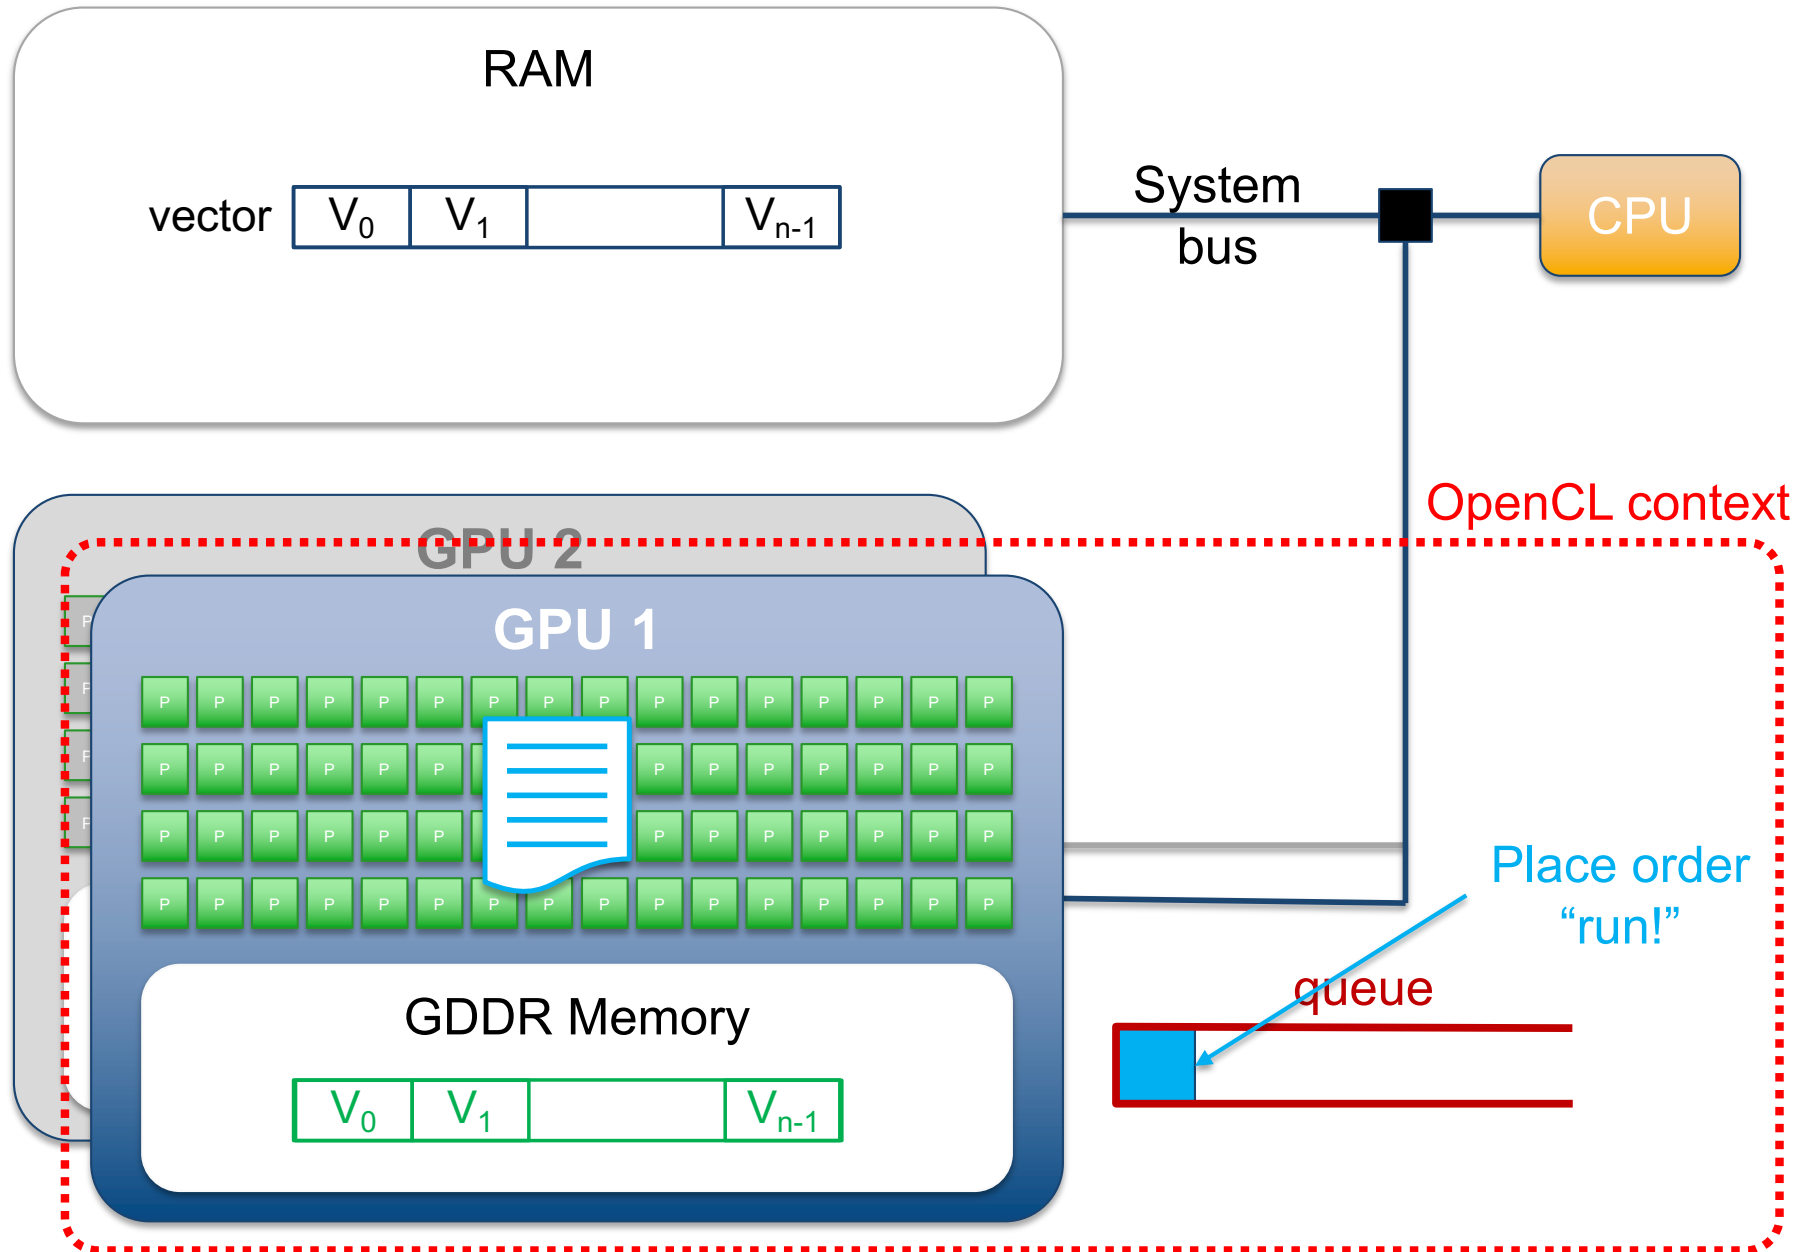 RAM
vector V0 V1 Vn-1
System
bus
CPU
OpenCL context
GPU 2
GPU 1
P P P P P P P P P P P P P P P P
P
P P P P P P P P P P P P P P P P
P P P P P P P P P P P P P
P
P P P P P P P P P P P P P
P
P P P P P P P P P P P P P P P P
Place order
“run!”
queue
GDDR Memory
V0 V1 Vn-1